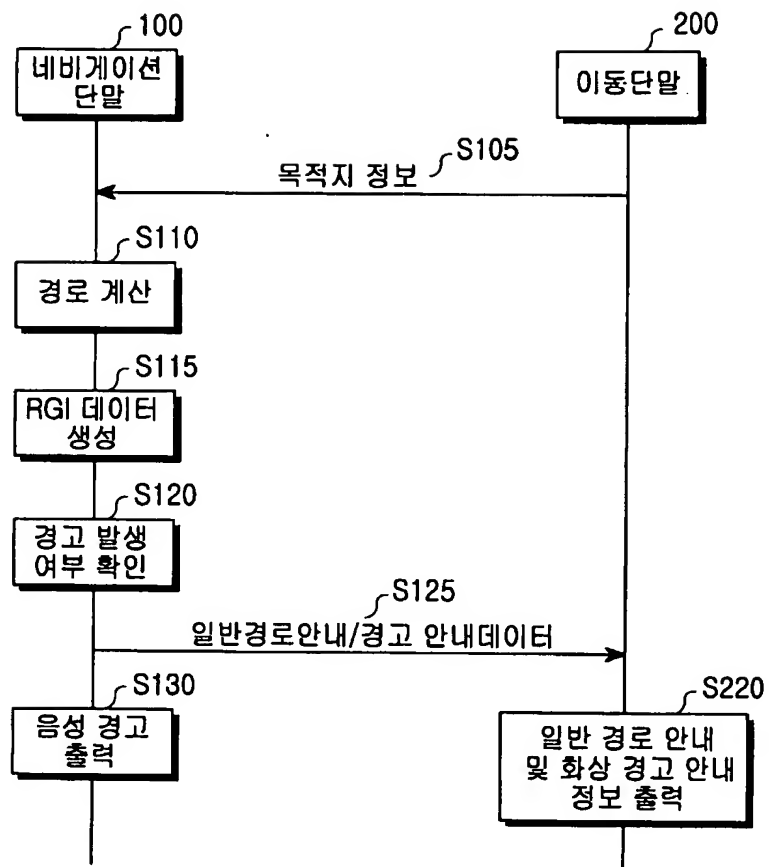 100
네비게이션
단말
200
이동단말
S105
목적지 정보
S110
경로 계산
S115
RGI 데이터
생성
S120
경고 발생
여부 확인
S125
일반경로안내/경고 안내데이터
S130
음성 경고
출력
S220
일반 경로 안내
및 화상 경고 안내
정보 출력